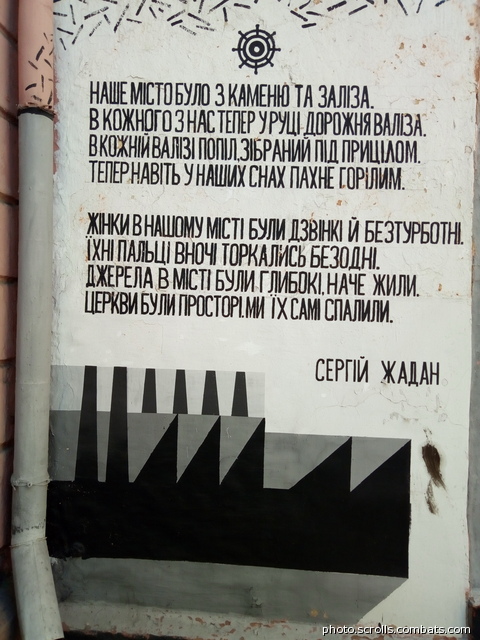 НАШЕ МІСТО БУЛО З КАМЕНЮ ТА ЗАЛІЗА.
В КОЖНОГО З НАС ТЕПЕР У РУЦІ ДОРОЖНЯ ВАЛІЗА.
В КОЖНІЙ ВАЛІЗІ ПОПІЛ, ЗІБРАНИЙ ПІД ПРИЦІЛОМ.
ТЕПЕР НАВІТЬ У НАШИХ СНАХ ПАХНЕ ГОРІЛИМ.
ЖІНКИ В НАШОМУ МІСТІ БУЛИ ДЗВІНКІ Й БЕЗТУРБОТНІ.
ЇХНІ ПАЛЬЦІ ВНОЧІ ТОРКАЛИСЬ БЕЗОДНІ.
ДЖЕРЕЛА В МІСТІ БУЛИ ГЛИБОКІ, НАЧЕ ЖИЛИ.
ЦЕРКВИ БУЛИ ПРОСТОРІ. МИ ЇХ САМІ СПАЛИЛИ.
СЕРГІЙ ЖАДАН
photo.scrolls.combats.com